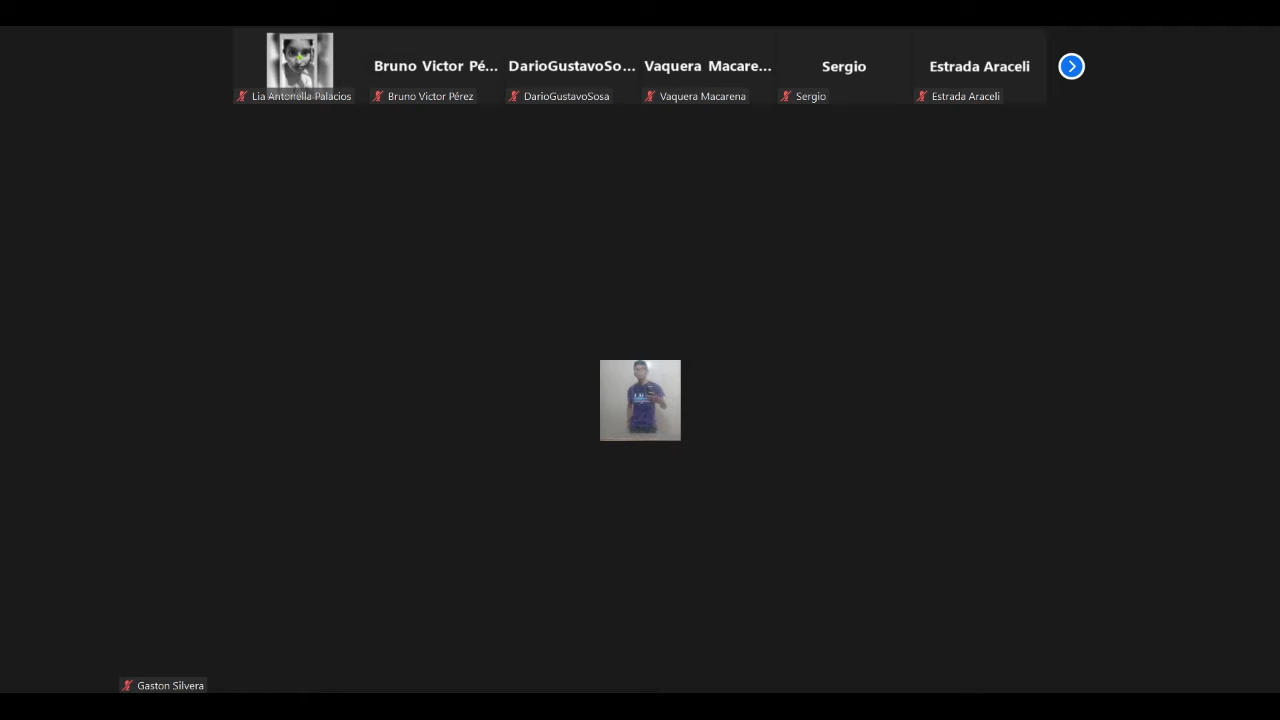 Bruno Victor Pé...
DarioGustavoSo...
Vaquera Macare...
Sergio
Estrada Araceli
Lia Antonella Palacios
Bruno Victor Pérez
DarioGustavoSosa
Vaquera Macarena
Sergio
Estrada Araceli
Gaston Silvera